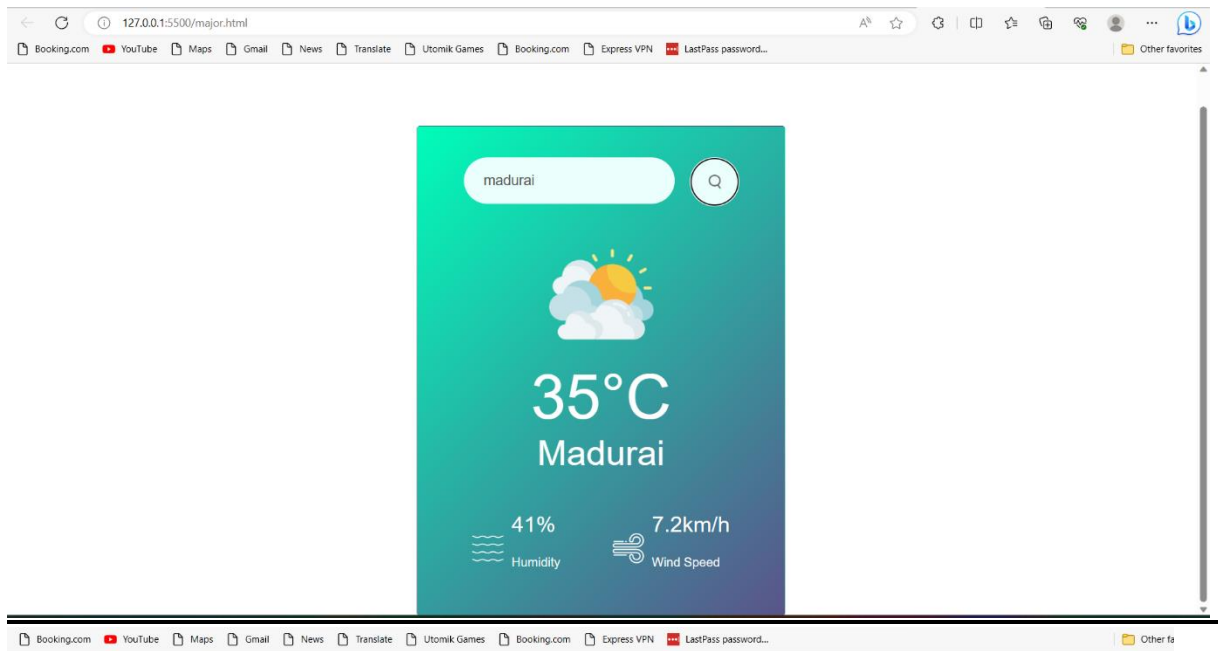 127.0.0.1:5500/major.html
Booking.com YouTube Maps Gmail News Translate Utomik Games Booking.com Express VPN LastPass password... Other favorites
madurai
35°C
Madurai
41% 7.2km/h
Humidity Wind Speed
Booking.com YouTube Maps Gmail News Translate Utomik Games Booking.com Express VPN LastPass password... Other fa